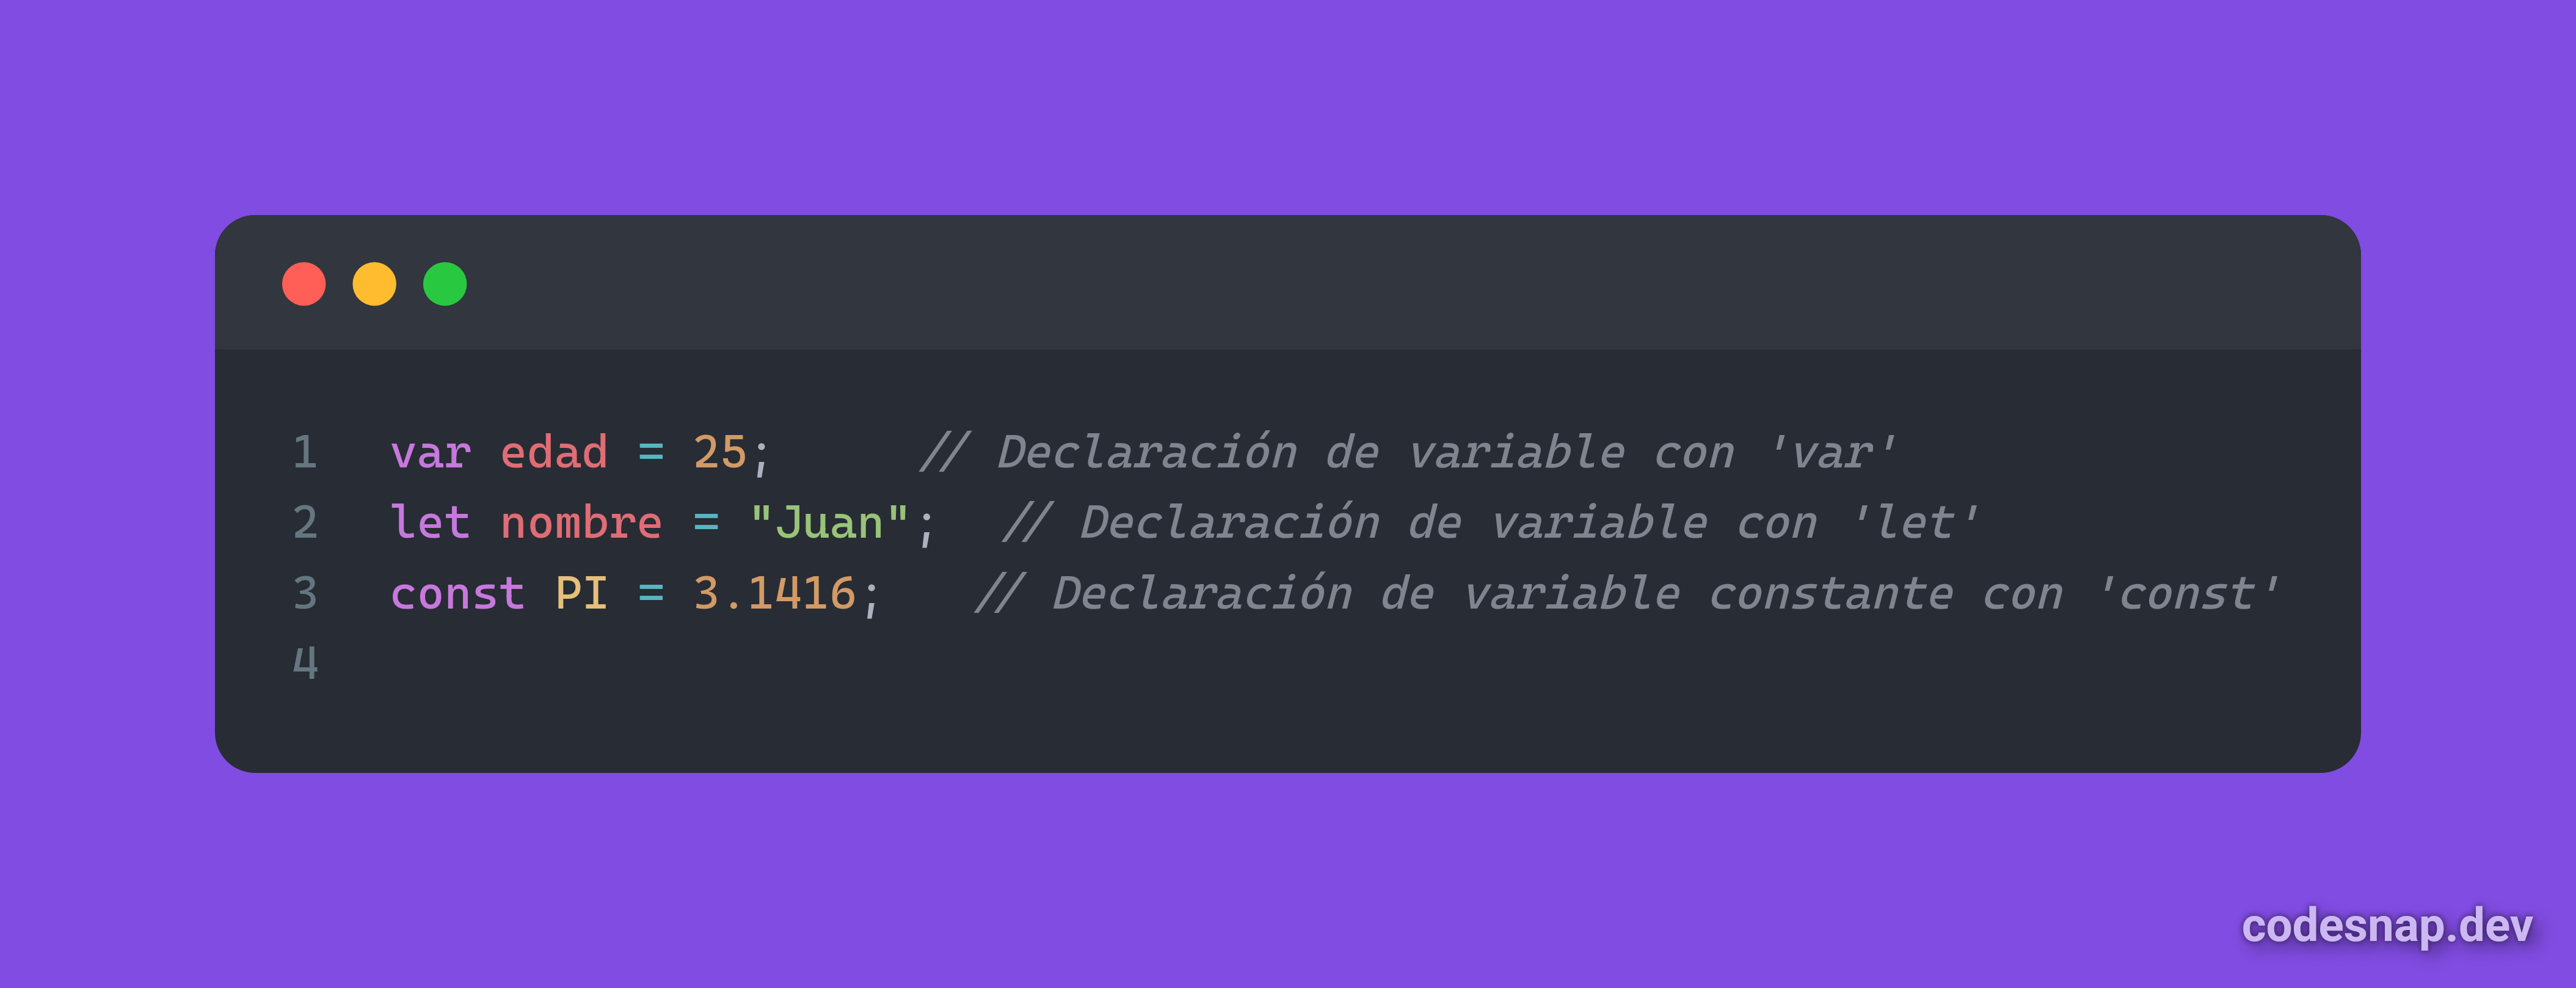 1 var edad = 25;      // Declaración de variable con 'var'
2 let nombre = "Juan";  // Declaración de variable con 'let'
3 const PI = 3.1416;   // Declaración de variable constante con 'const'
4
codesnap.dev